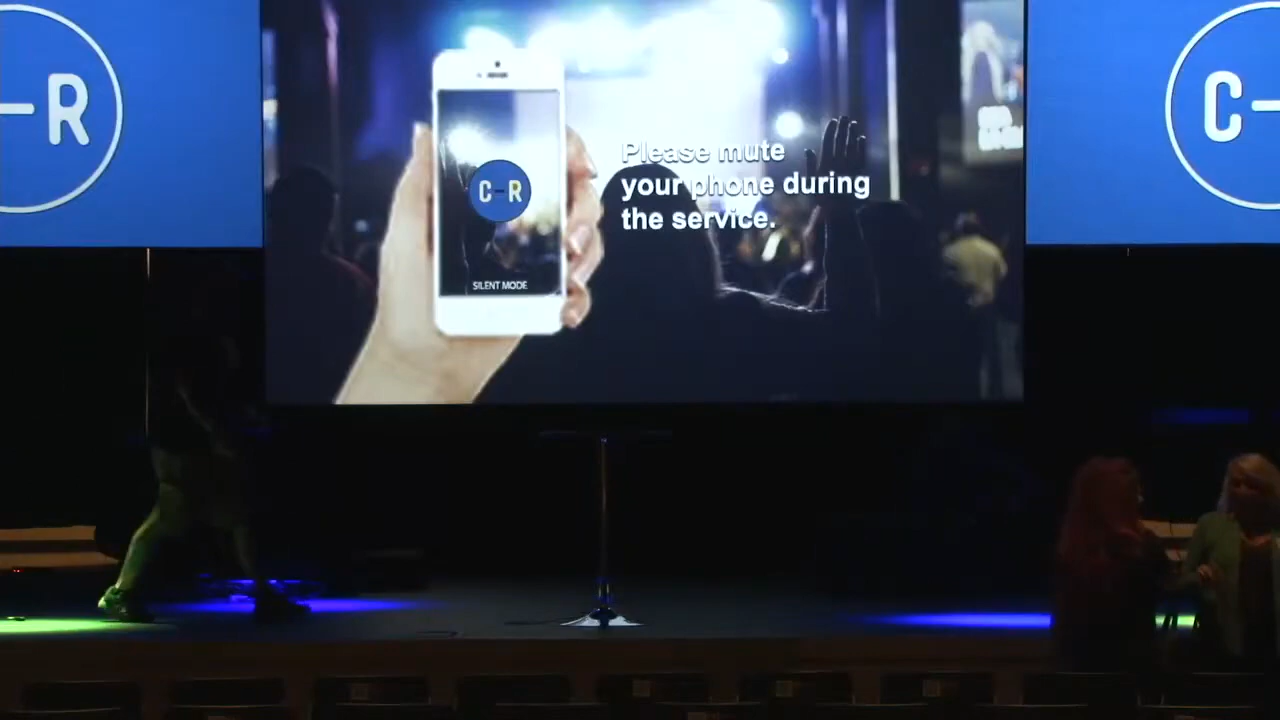 -R
C-
C-R
Please mute
your phone during
the service.
SILENT MODE